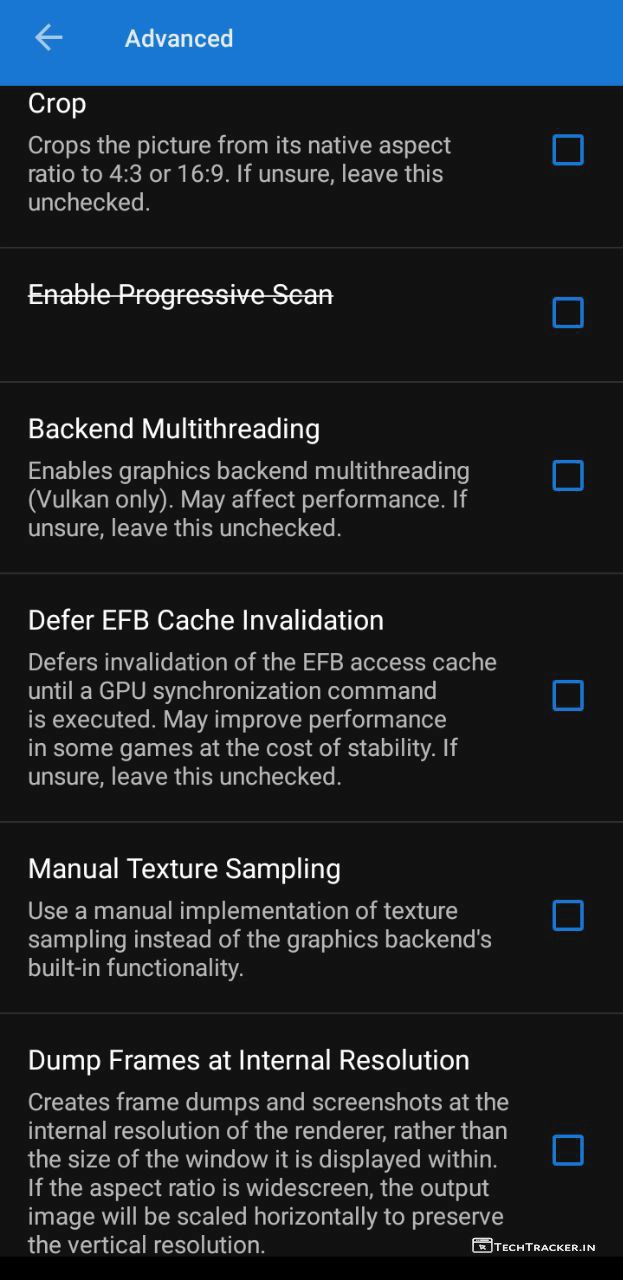 Advanced
Crop
Crops the picture from its native aspect
ratio to 4:3 or 16:9. If unsure, leave this
unchecked.
Enable Progressive Scan
Backend Multithreading
Enables graphics backend multithreading
(Vulkan only). May affect performance. If
unsure, leave this unchecked.
Defer EFB Cache Invalidation
Defers invalidation of the EFB access cache
until a GPU synchronization command
is executed. May improve performance
in some games at the cost of stability. If
unsure, leave this unchecked.
Manual Texture Sampling
Use a manual implementation of texture
sampling instead of the graphics backend's
built-in functionality.
Dump Frames at Internal Resolution
Creates frame dumps and screenshots at the
internal resolution of the renderer, rather than
the size of the window it is displayed within.
If the aspect ratio is widescreen, the output
image will be scaled horizontally to preserve
the vertical resolution.
TECHTRACKER.IN